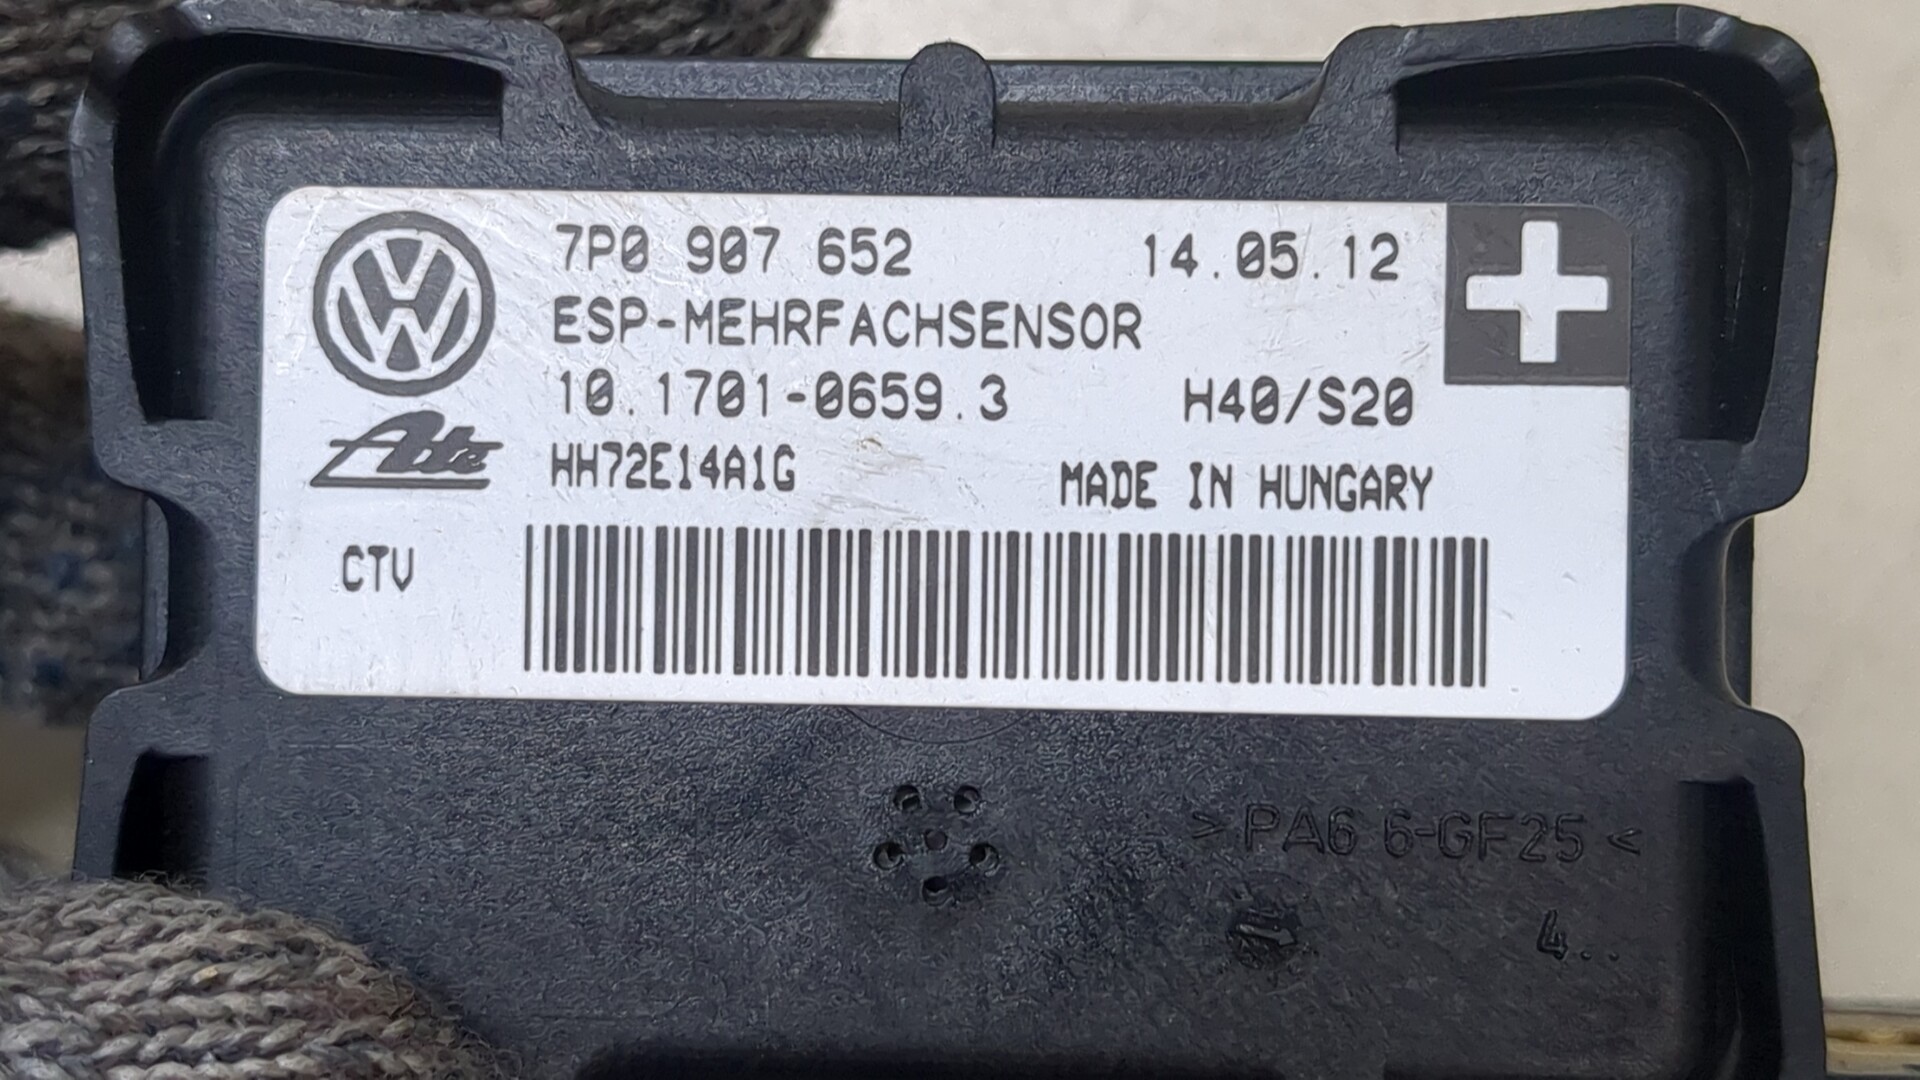 7P0 907 652 14.05.12
ESP-MEHRFACHSENSOR
10.1701-0659.3 H40/S20
Ate HH72E14A1G MADE IN HUNGARY
CTV
>PA6 6-GF25<
4..